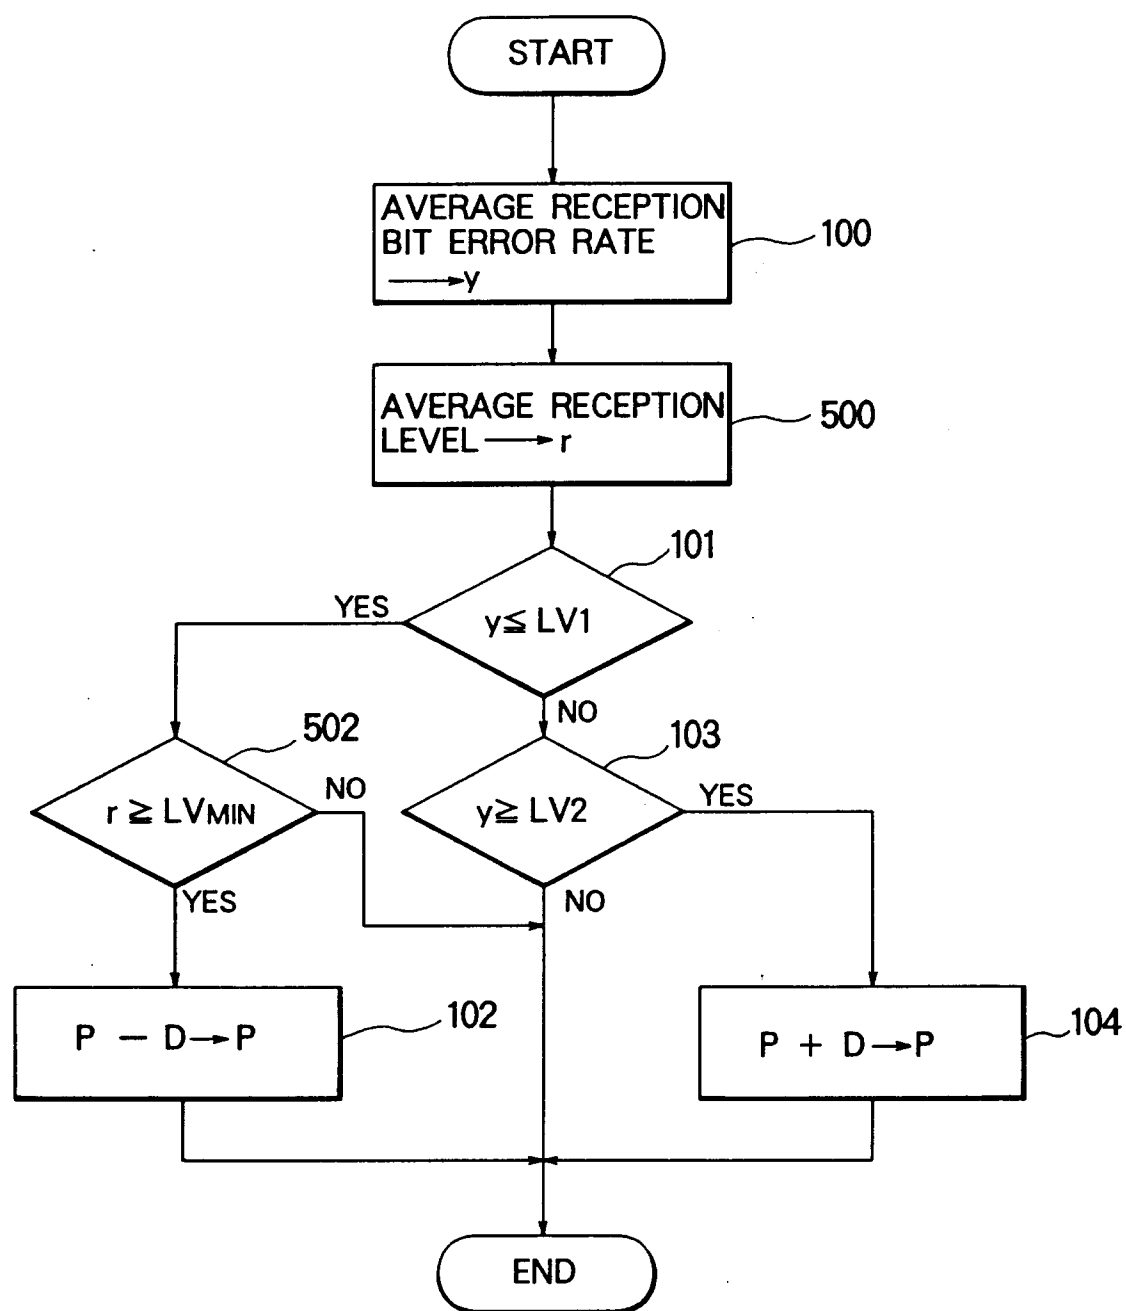 START
AVERAGE RECEPTION
BIT ERROR RATE
→y
100
AVERAGE RECEPTION
LEVEL → r
500
101
YES
y≦ LV1
NO
502
103
r ≧ LVMIN
NO
y≧ LV2
YES
YES
NO
P − D→P
102
P + D→P
104
END